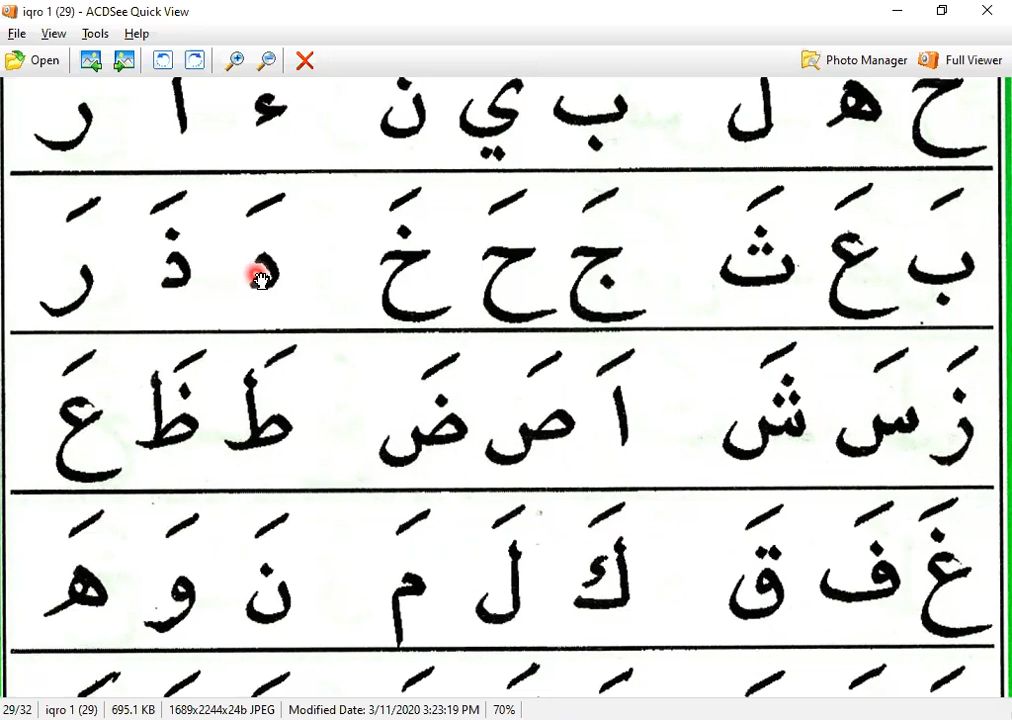 iqro 1 (29) - ACDSee Quick View
File View Tools Help
Open Photo Manager Full Viewer
ح ه ل ب ي ن ء ا ر
بَ عَ ثَ جَ حَ خَ دَ ذَ رَ
زَ سَ شَ اَ صَ ضَ طَ ظَ عَ
غَ فَ قَ كَ لَ مَ نَ وَ هَ
29/32 iqro 1 (29) 695.1 KB 1689x2244x24b JPEG Modified Date: 3/11/2020 3:23:19 PM 70%